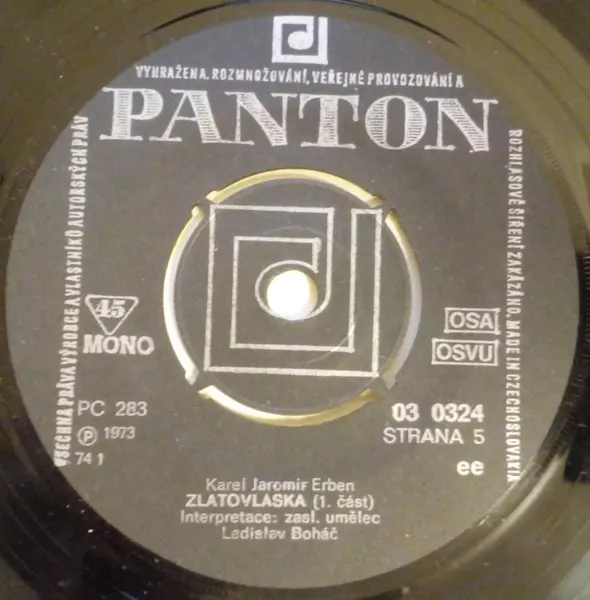 VYHRAŽENA. ROZMNOŽOVÁNÍ, VEŘEJNÉ PROVOZOVÁNÍ A
PANTON
VŠECHNA PRÁVA VÝROBCE A VLASTNÍKŮ AUTORSKÝCH PRÁV
ROZHLASOVÉ ŠÍŘENÍ ZAKÁZÁNO, MADE IN CZECHOSLOVAKIA
45
MONO
OSA
OSVU
PC 283
℗ 1973
74 1
03 0324
STRANA 5
ee
Karel Jaromír Erben
ZLATOVLÁSKA (1. část)
Interpretace: zasl. umělec
Ladislav Boháč